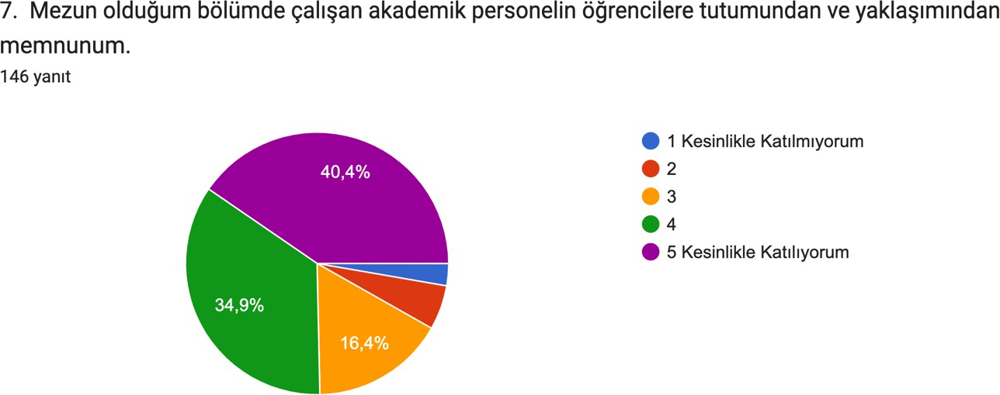 7. Mezun olduğum bölümde çalışan akademik personelin öğrencilere tutumundan ve yaklaşımından
memnunum.
146 yanıt
40,4%
34,9%
16,4%
1 Kesinlikle Katılmıyorum
2
3
4
5 Kesinlikle Katılıyorum